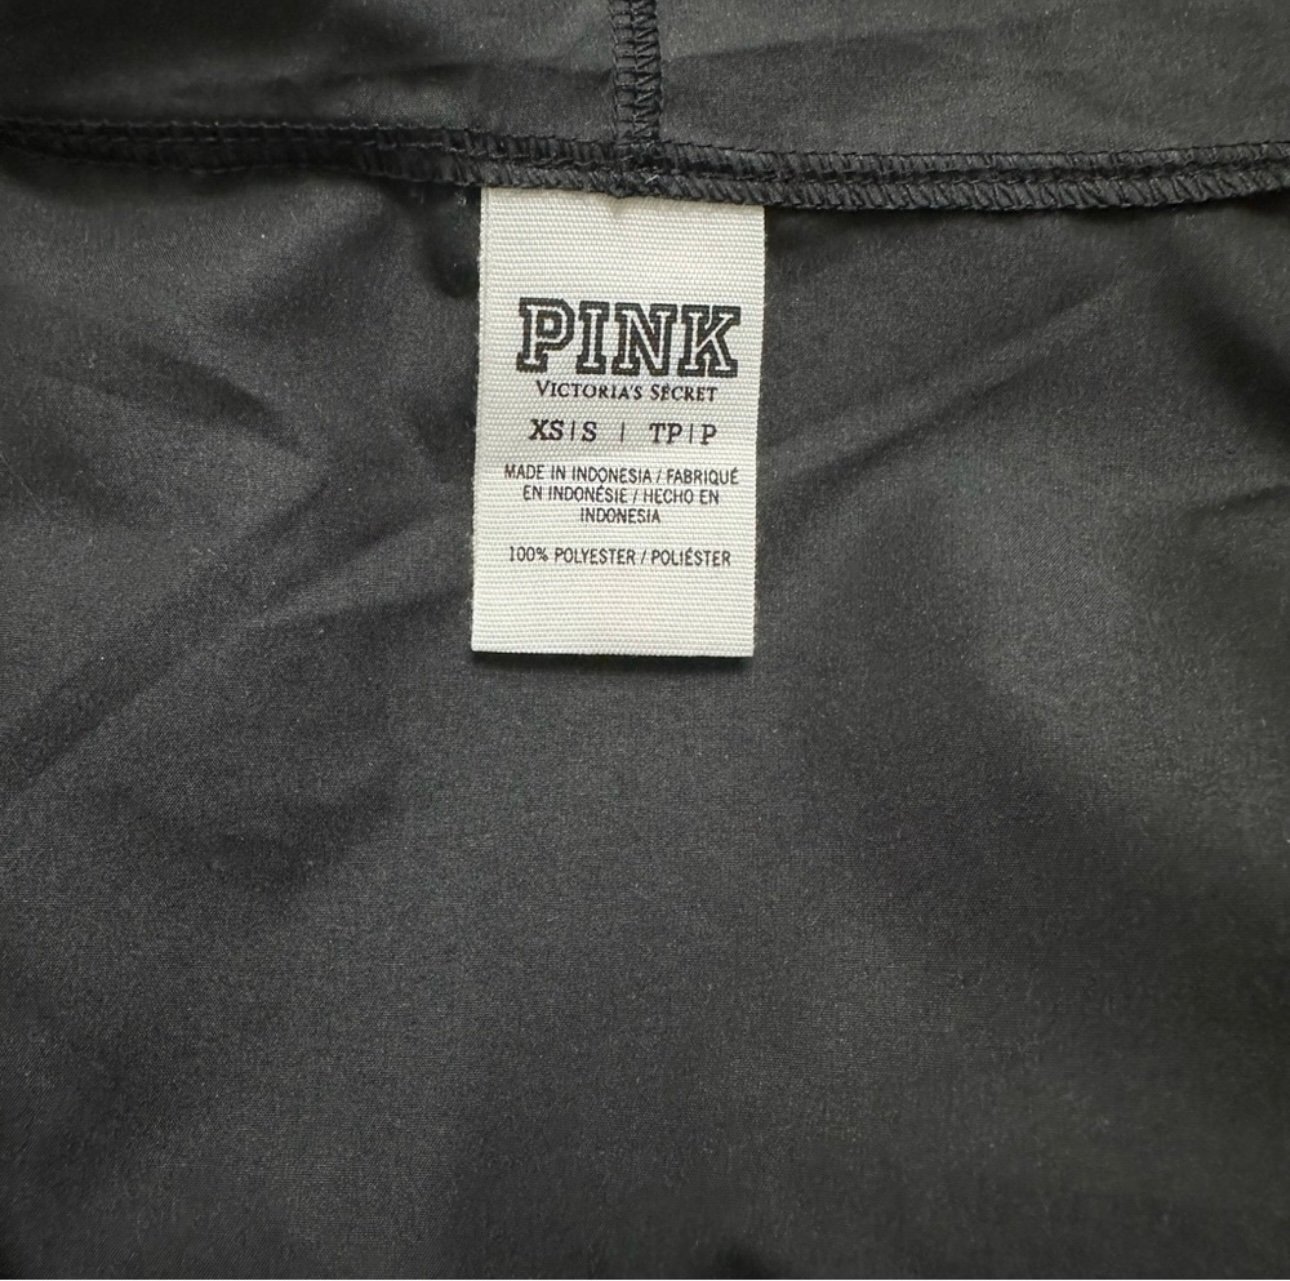 PINK
VICTORIA'S SECRET
XS|S | TP|P
MADE IN INDONESIA / FABRIQUÉ
EN INDONÉSIE / HECHO EN
INDONESIA
100% POLYESTER / POLIÉSTER